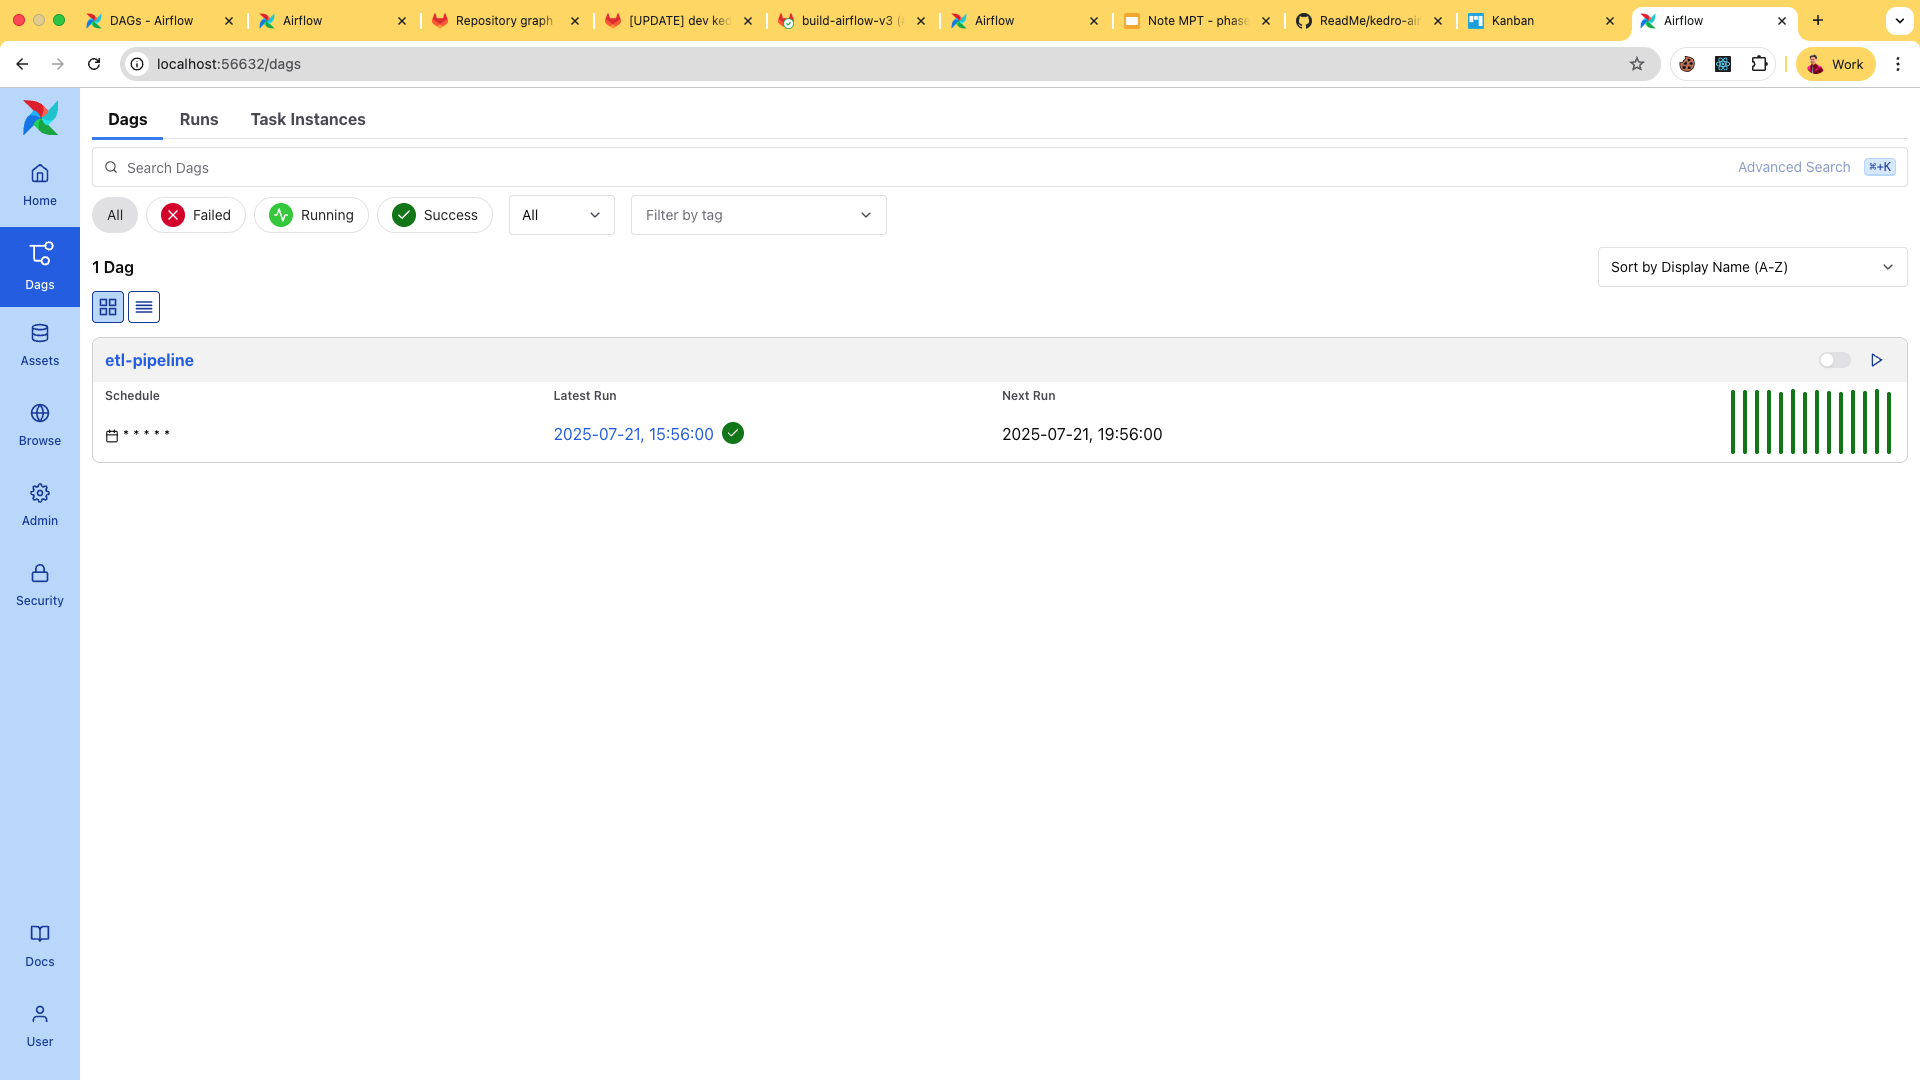 DAGs - Airflow
Airflow
Repository graph
[UPDATE] dev ked
build-airflow-v3 (
Airflow
Note MPT - phase
ReadMe/kedro-air
Kanban
Airflow
localhost:56632/dags
Work
Dags
Runs
Task Instances
Search Dags
Advanced Search
⌘+K
All
Failed
Running
Success
All
Filter by tag
1 Dag
Sort by Display Name (A-Z)
etl-pipeline
Schedule
Latest Run
Next Run
* * * * *
2025-07-21, 15:56:00
2025-07-21, 19:56:00
Home
Dags
Assets
Browse
Admin
Security
Docs
User